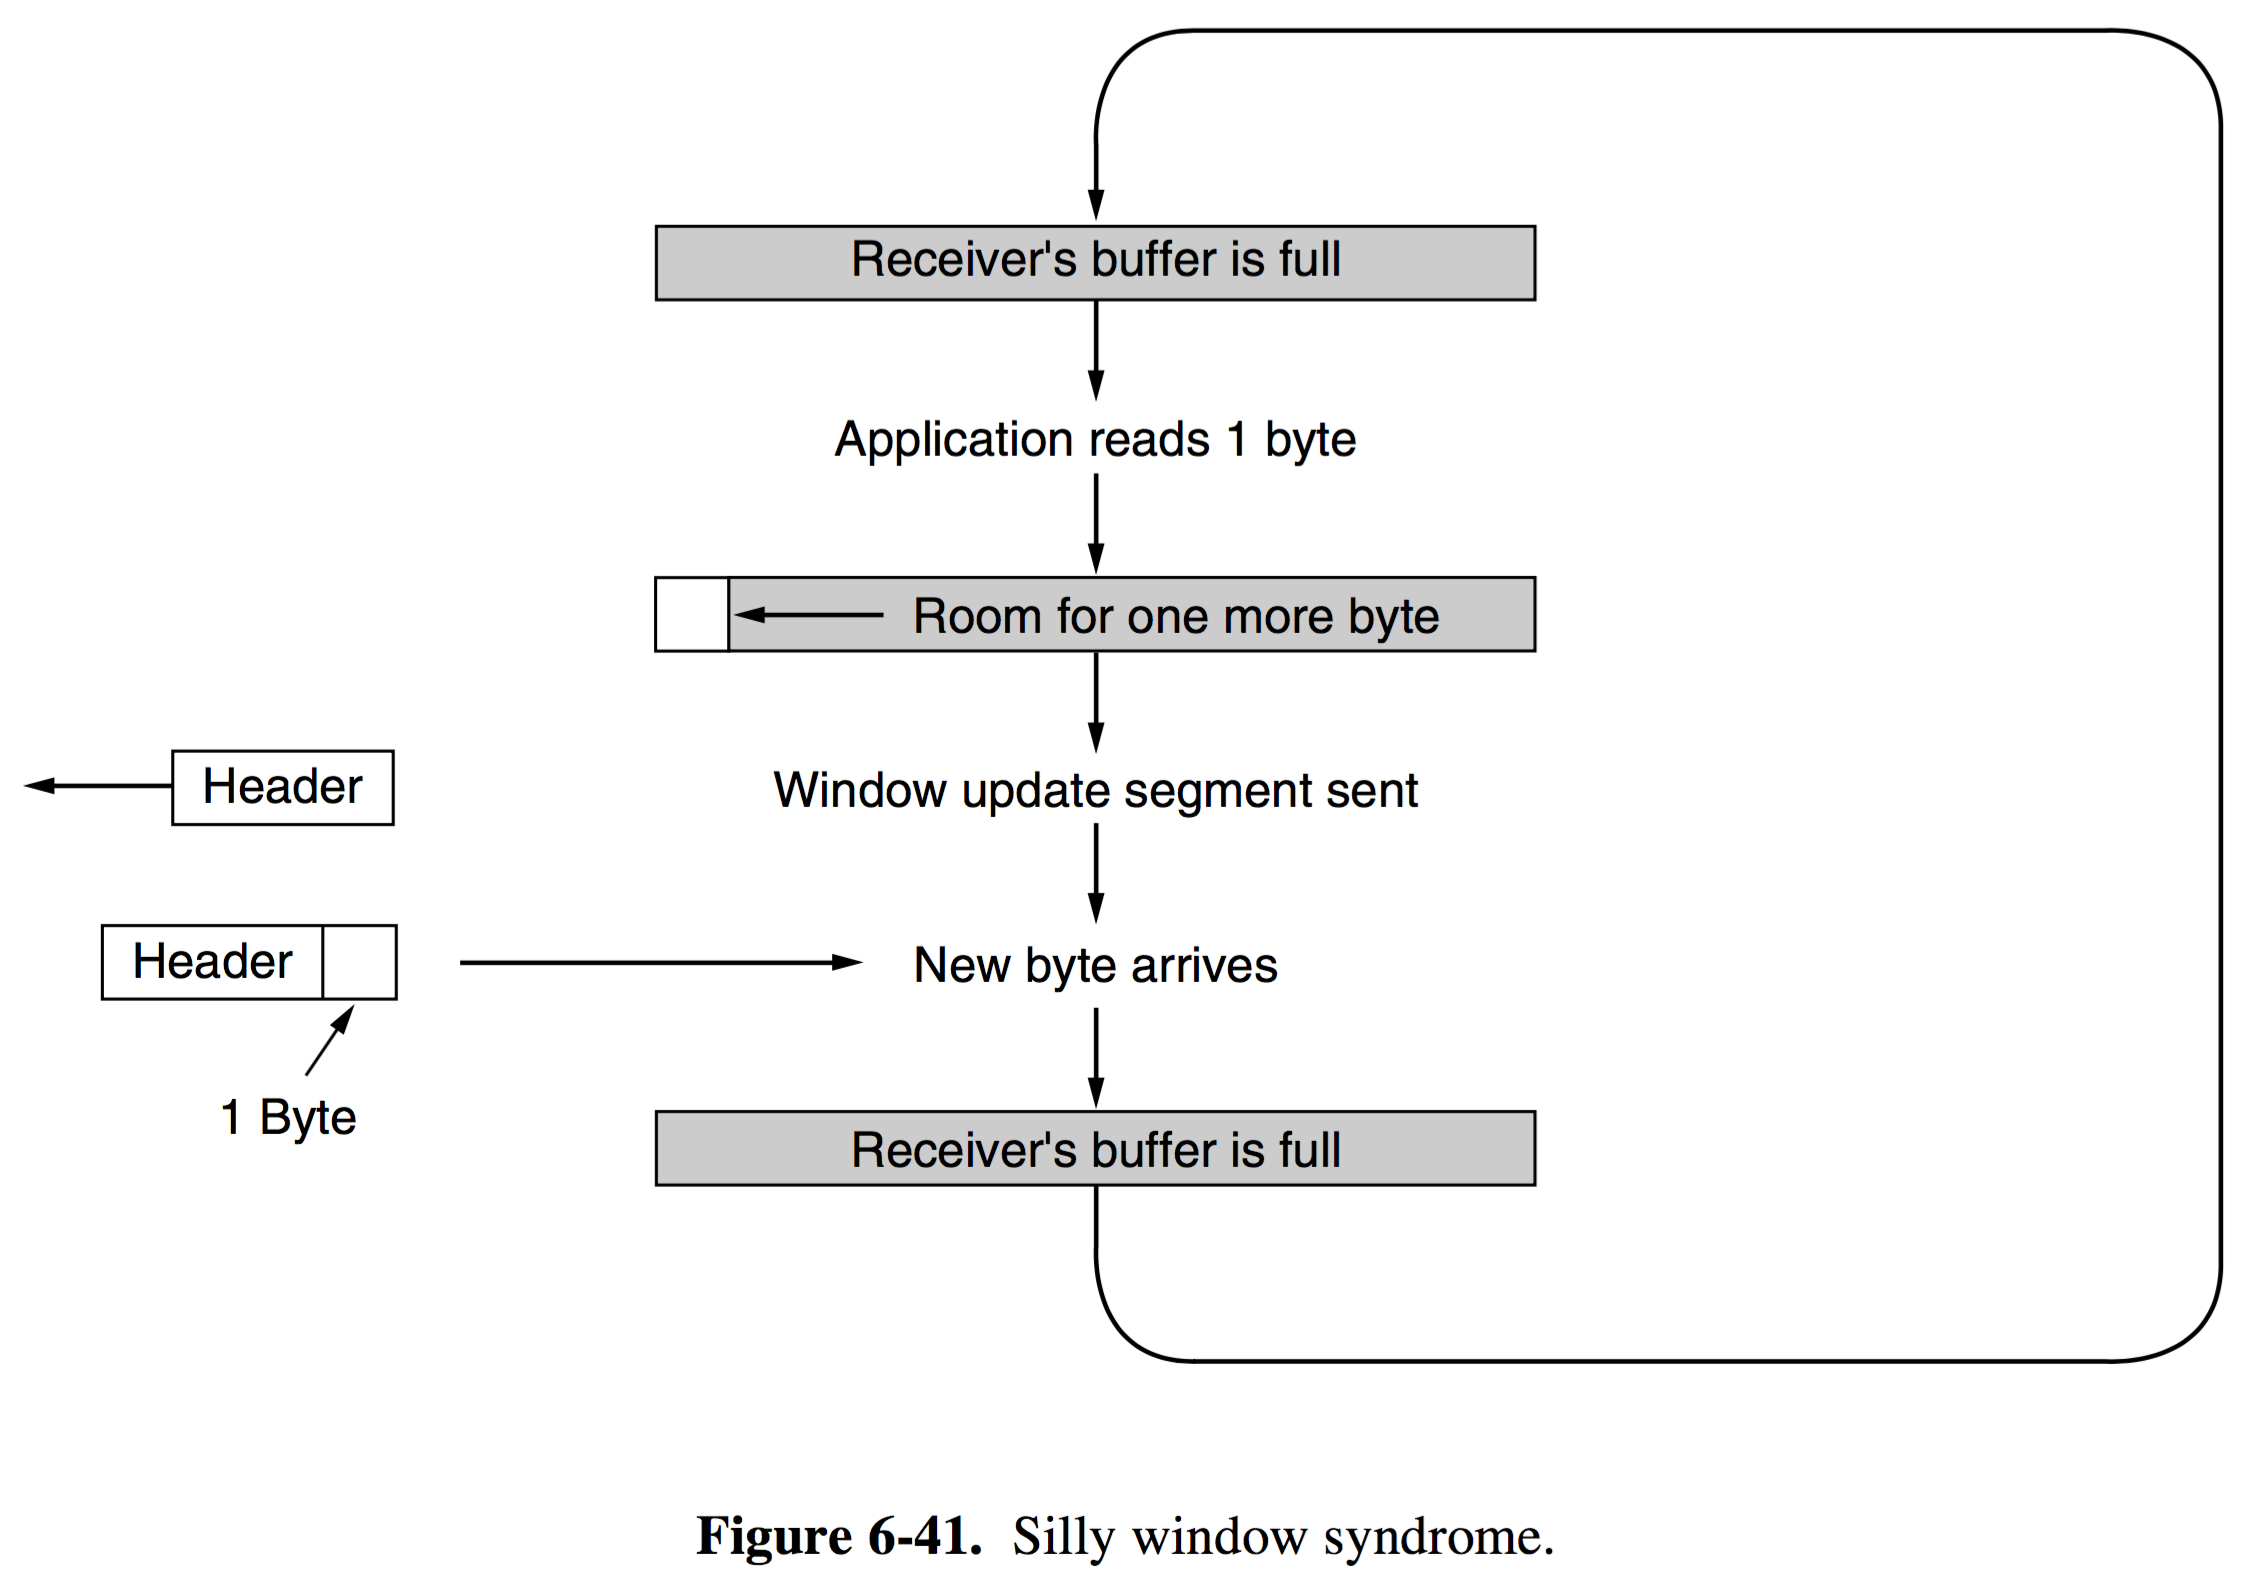 Receiver's buffer is full
Application reads 1 byte
Room for one more byte
Header
Window update segment sent
Header
New byte arrives
1 Byte
Receiver's buffer is full
Figure 6-41. Silly window syndrome.